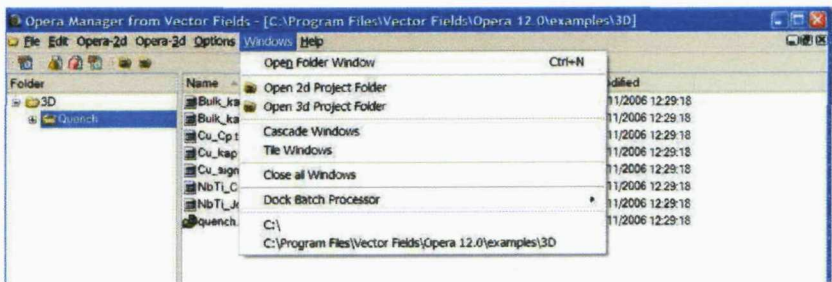 Opera Manager from Vector Fields - [C:\Program Files\Vector Fields\Opera 12.0\examples\3D]
File Edit Opera-2d Opera-3d Options Windows Help
Open Folder Window Ctrl+N
Folder
Name
dified
Open 2d Project Folder
3D
Bulk_ka
11/2006 12:29:18
Open 3d Project Folder
Quench
Bulk_ka
11/2006 12:29:18
Cu_Cp.t
11/2006 12:29:18
Cascade Windows
Cu_kap
11/2006 12:29:18
Tile Windows
Cu_sign
11/2006 12:29:18
Close all Windows
NbTi_C
11/2006 12:29:18
Dock Batch Processor
NbTi_Jc
11/2006 12:29:18
quench.
11/2006 12:29:18
C:\
C:\Program Files\Vector Fields\Opera 12.0\examples\3D